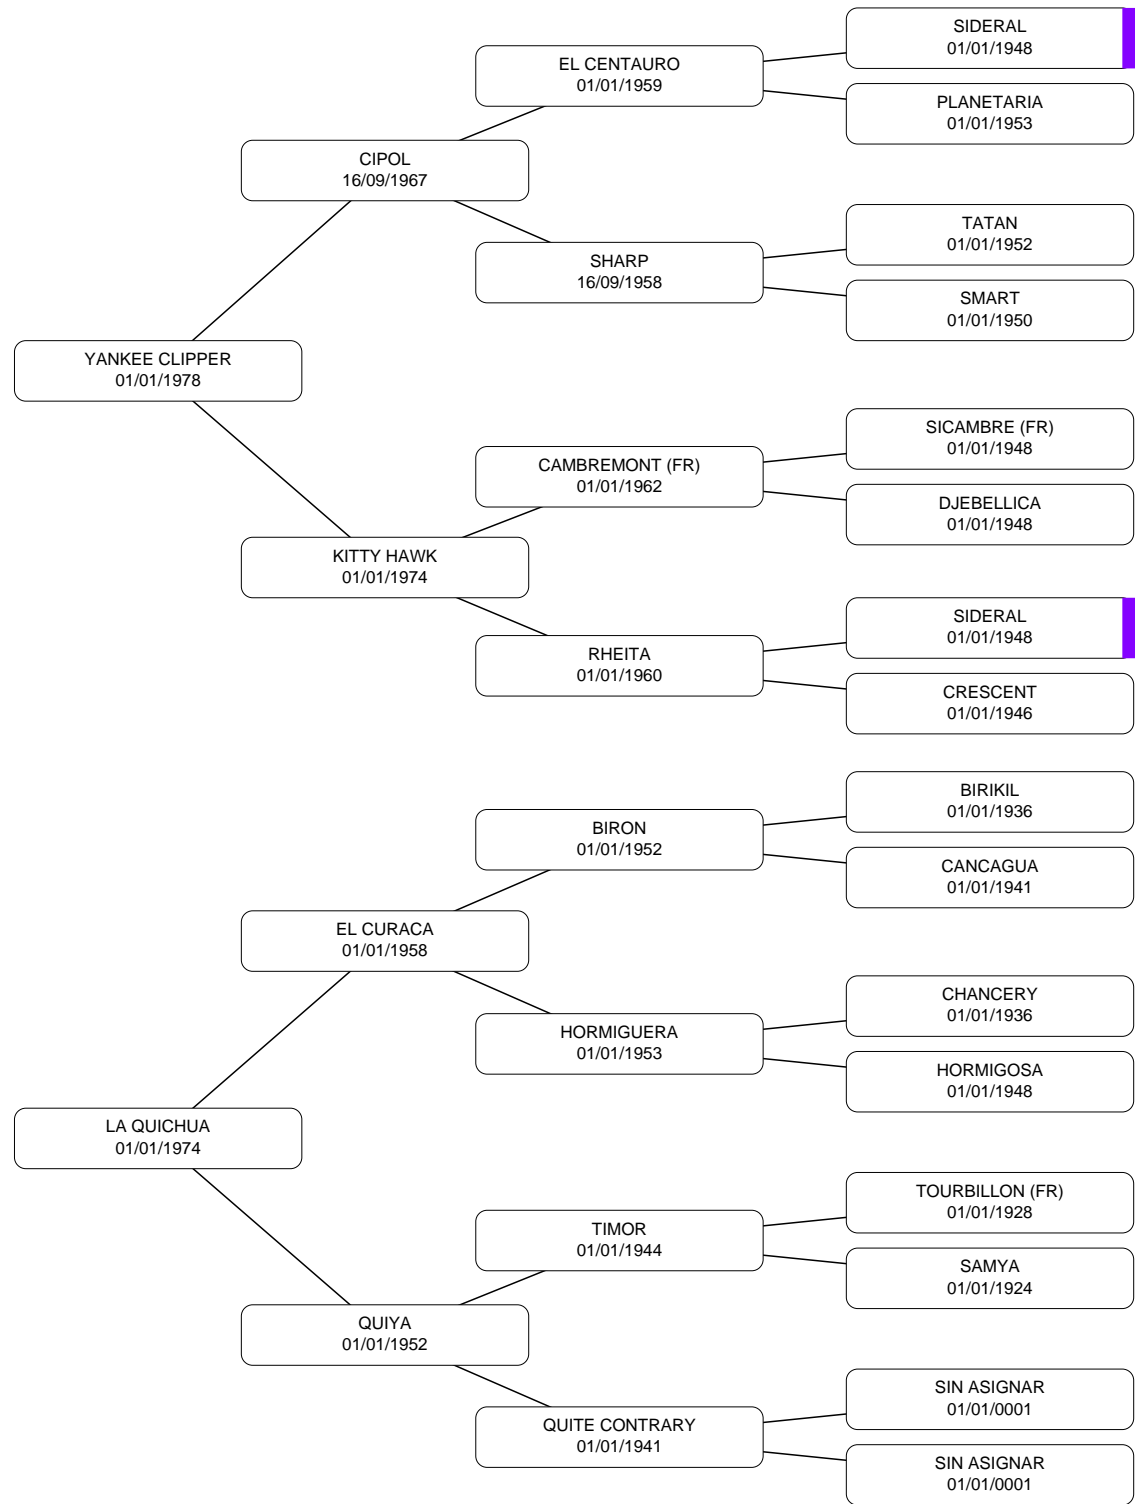 SIDERAL
01/01/1948
EL CENTAURO
01/01/1959
PLANETARIA
01/01/1953
CIPOL
16/09/1967
TATAN
01/01/1952
SHARP
16/09/1958
SMART
01/01/1950
YANKEE CLIPPER
01/01/1978
SICAMBRE (FR)
01/01/1948
CAMBREMONT (FR)
01/01/1962
DJEBELLICA
01/01/1948
KITTY HAWK
01/01/1974
SIDERAL
01/01/1948
RHEITA
01/01/1960
CRESCENT
01/01/1946
BIRIKIL
01/01/1936
BIRON
01/01/1952
CANCAGUA
01/01/1941
EL CURACA
01/01/1958
CHANCERY
01/01/1936
HORMIGUERA
01/01/1953
HORMIGOSA
01/01/1948
LA QUICHUA
01/01/1974
TOURBILLON (FR)
01/01/1928
TIMOR
01/01/1944
SAMYA
01/01/1924
QUIYA
01/01/1952
SIN ASIGNAR
01/01/0001
QUITE CONTRARY
01/01/1941
SIN ASIGNAR
01/01/0001